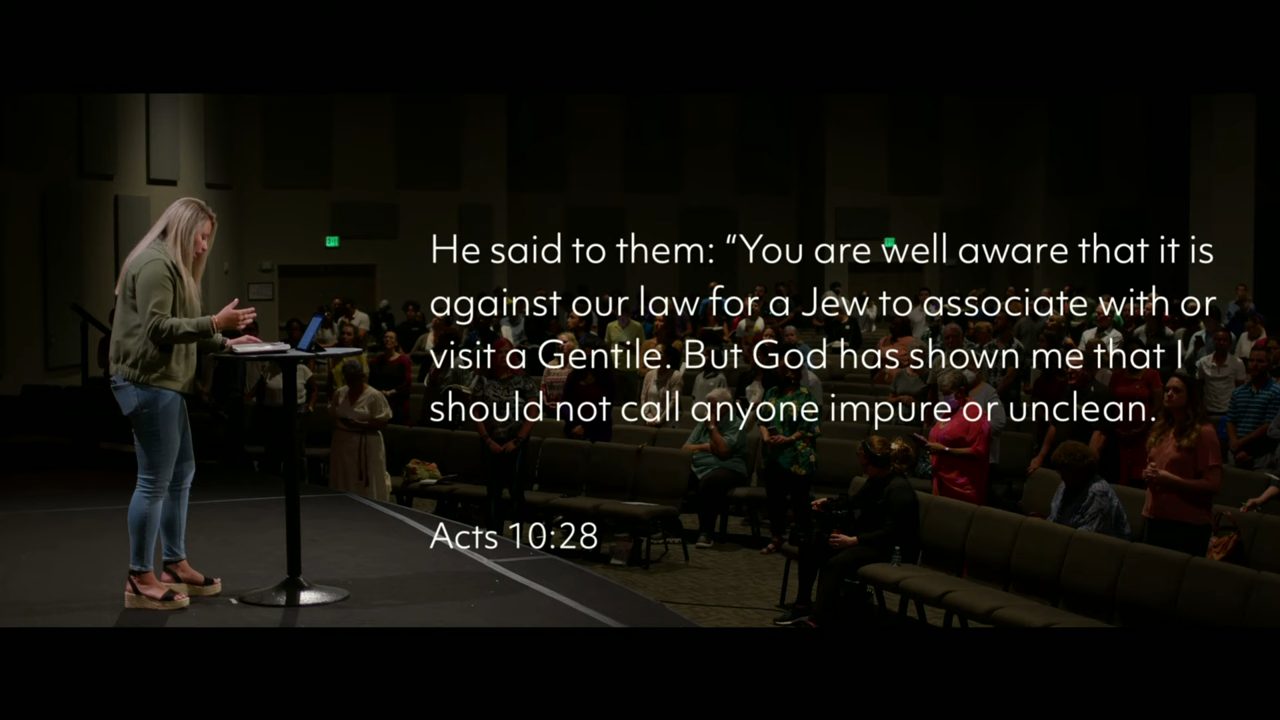 He said to them: “You are well aware that it is
against our law for a Jew to associate with or
visit a Gentile. But God has shown me that I
should not call anyone impure or unclean.
Acts 10:28
EXIT